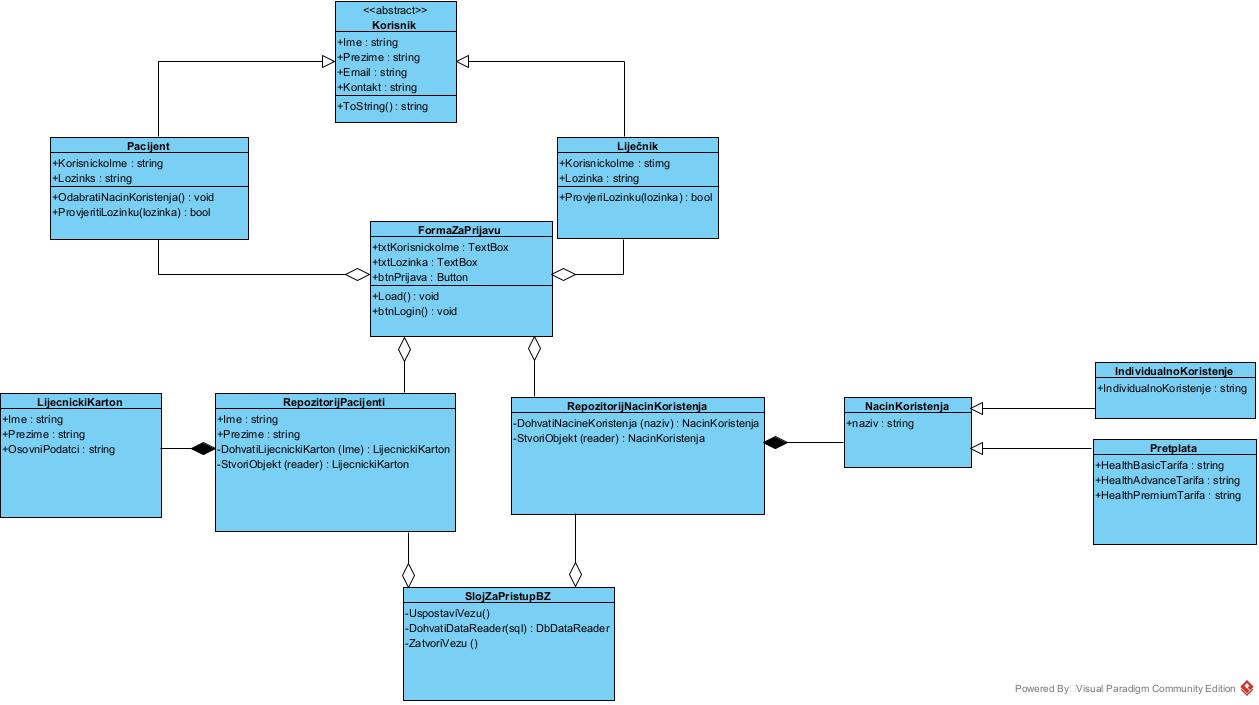 <<abstract>>
Korisnik
+Ime : string
+Prezime : string
+Email : string
+Kontakt : string
+ToString() : string
Pacijent
+KorisnickoIme : string
+Lozinks : string
+OdabratiNacinKoristenja() : void
+ProvjeritiLozinku(lozinka) : bool
Liječnik
+KorisnickoIme : stirng
+Lozinka : string
+ProvjeriLozinku(lozinka) : bool
FormaZaPrijavu
+txtKorisnickoIme : TextBox
+txtLozinka : TextBox
+btnPrijava : Button
+Load() : void
+btnLogin() : void
LijecnickiKarton
+Ime : string
+Prezime : string
+OsovniPodatci : string
RepozitorijPacijenti
+Ime : string
+Prezime : string
-DohvatiLijecnickiKarton (Ime) : LijecnickiKarton
-StvoriObjekt (reader) : LijecnickiKarton
RepozitorijNacinKoristenja
-DohvatiNacineKoristenja (naziv) : NacinKoristenja
-StvoriObjekt (reader) : NacinKoristenja
NacinKoristenja
+naziv : string
IndividualnoKoristenje
+IndividualnoKoristenje : string
Pretplata
+HealthBasicTarifa : string
+HealthAdvanceTarifa : string
+HealthPremiumTarifa : string
SlojZaPristupBZ
-UspostaviVezu()
-DohvatiDataReader(sql) : DbDataReader
-ZatvoriVezu ()
Powered By Visual Paradigm Community Edition